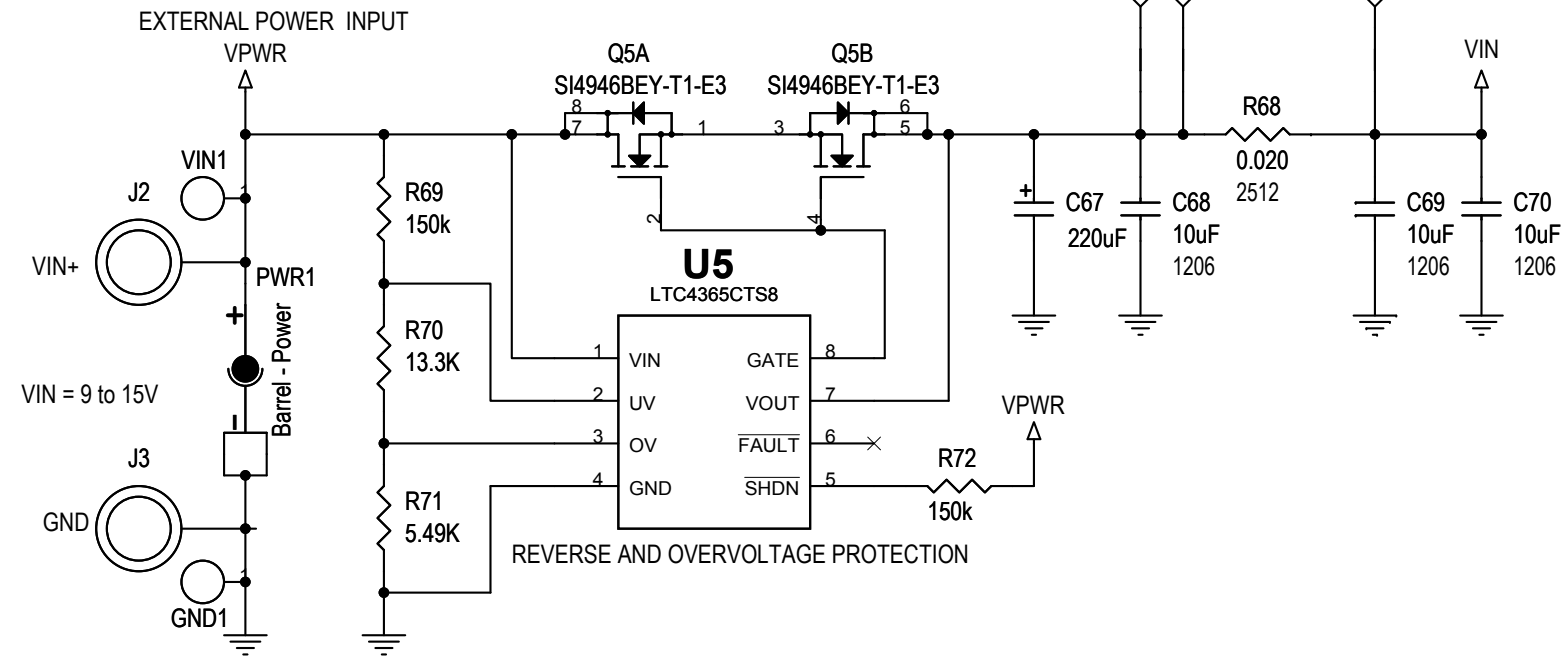 EXTERNAL POWER INPUT
VPWR
VIN1
1
J2
VIN+
PWR1
+
Barrel - Power
-
VIN = 9 to 15V
J3
GND
1
GND1
R69
150k
R70
13.3K
R71
5.49K
Q5A
SI4946BEY-T1-E3
8
7
1
2
Q5B
SI4946BEY-T1-E3
6
3
5
4
U5
LTC4365CTS8
1 VIN GATE 8
2 UV VOUT 7
3 OV FAULT 6
4 GND SHDN 5
REVERSE AND OVERVOLTAGE PROTECTION
R72
150k
VPWR
+
C67
220uF
C68
10uF
1206
R68
0.020
2512
VIN
C69
10uF
1206
C70
10uF
1206